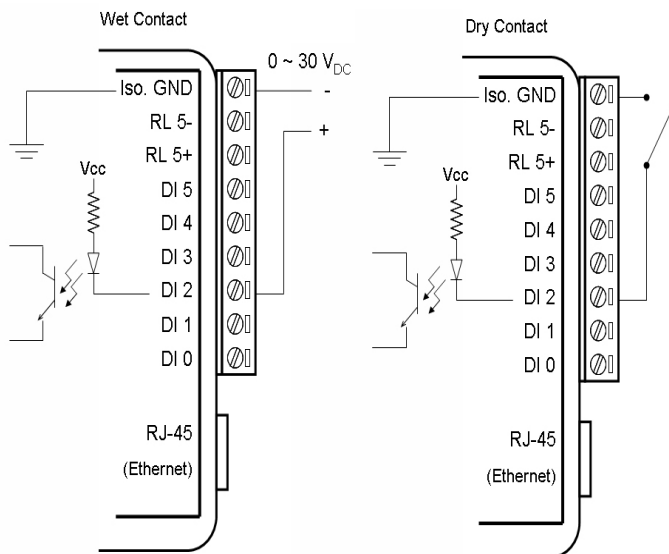 Wet Contact
0 ~ 30 VDC
Iso. GND
-
RL 5-
+
RL 5+
Vcc
DI 5
DI 4
DI 3
DI 2
DI 1
DI 0
RJ-45
(Ethernet)
Dry Contact
Iso. GND
RL 5-
RL 5+
Vcc
DI 5
DI 4
DI 3
DI 2
DI 1
DI 0
RJ-45
(Ethernet)